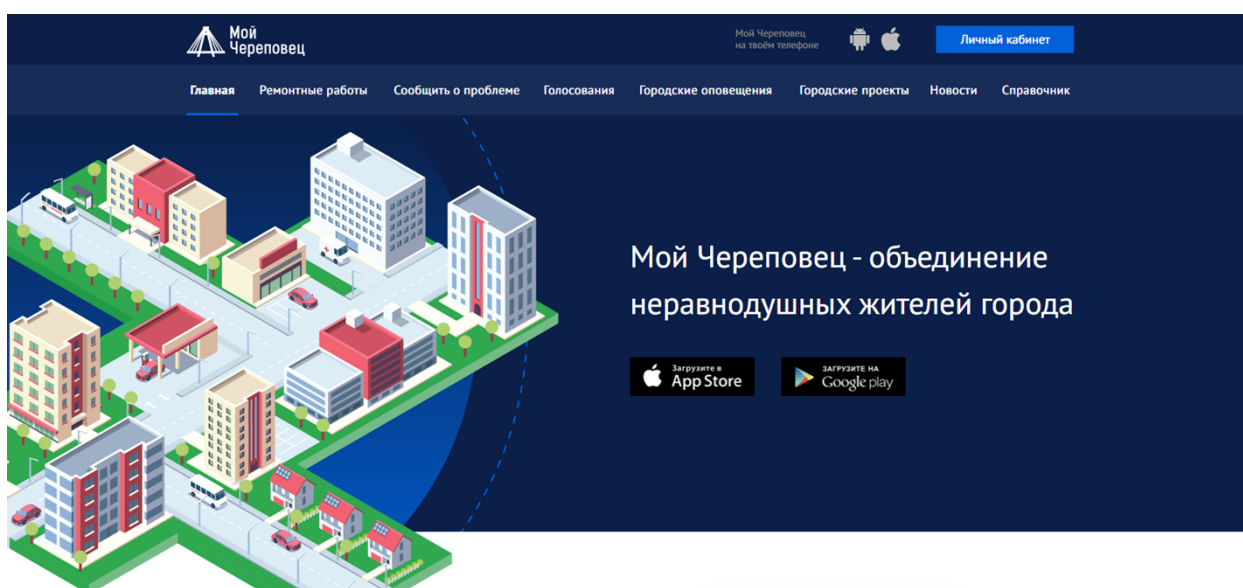 Мой
Череповец
Мой Череповец
на твоём телефоне
Личный кабинет
Главная Ремонтные работы Сообщить о проблеме Голосования Городские оповещения Городские проекты Новости Справочник
Мой Череповец - объединение
неравнодушных жителей города
Загрузите в
App Store
ЗАГРУЗИТЕ НА
Google play